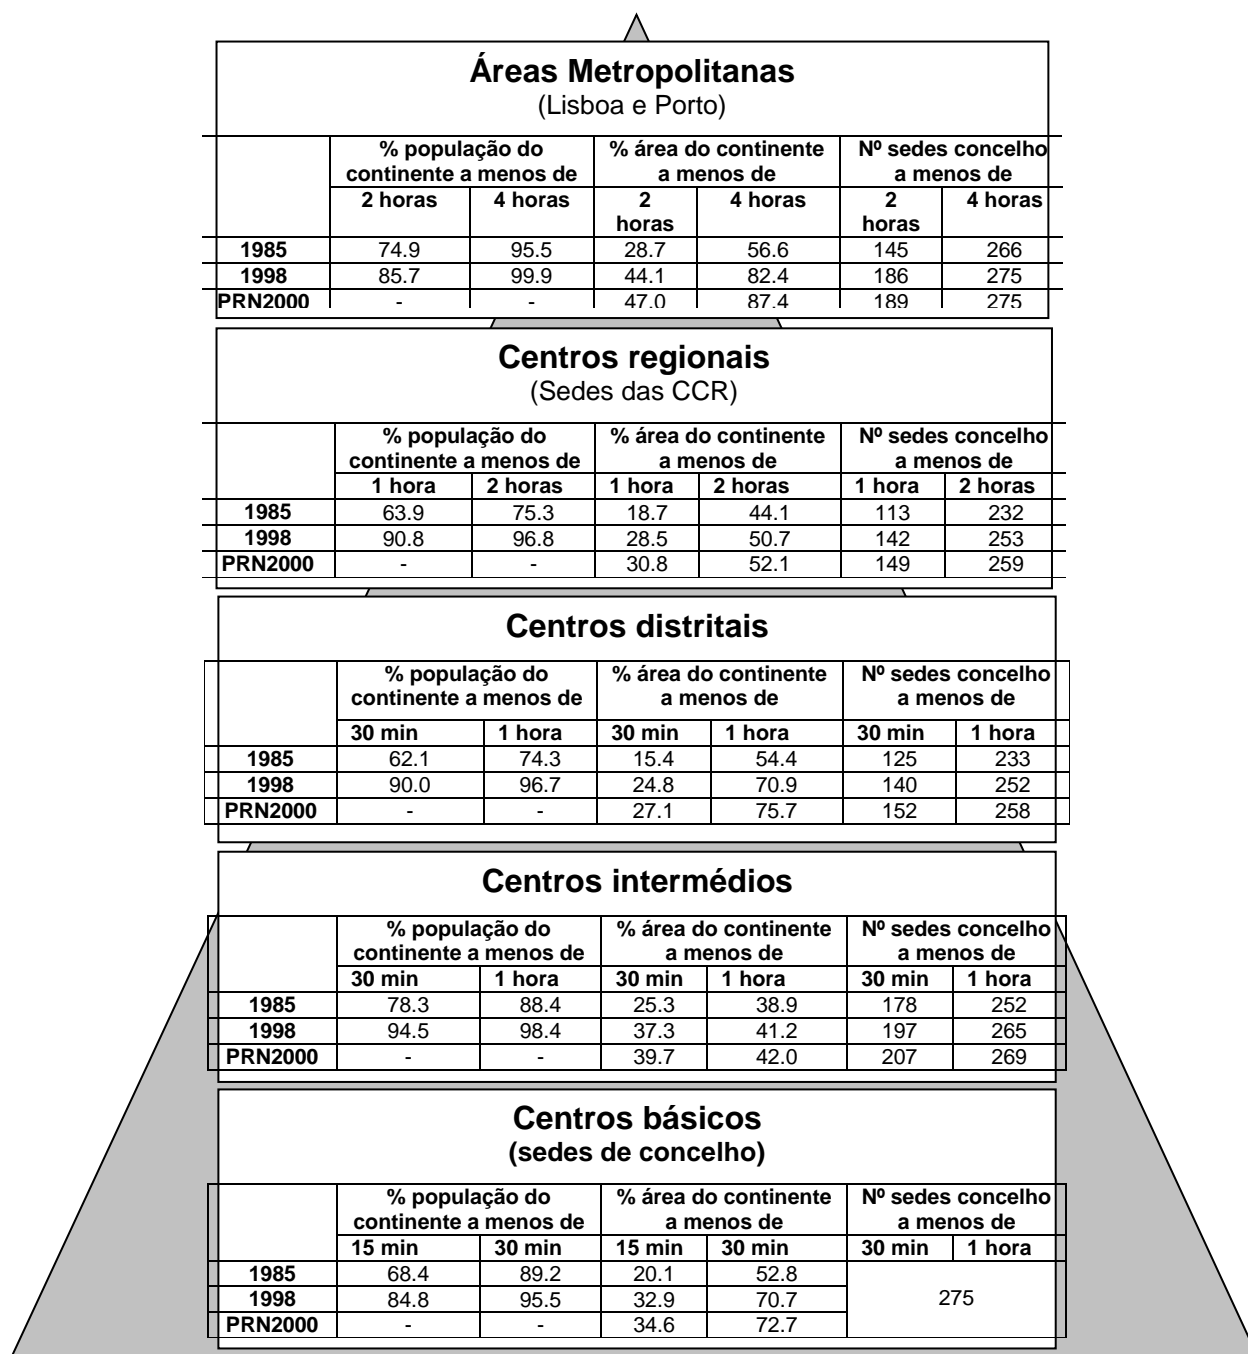 Áreas Metropolitanas
(Lisboa e Porto)
% população do continente a menos de | % área do continente a menos de | Nº sedes concelho a menos de
2 horas | 4 horas | 2 horas | 4 horas | 2 horas | 4 horas
1985 | 74.9 | 95.5 | 28.7 | 56.6 | 145 | 266
1998 | 85.7 | 99.9 | 44.1 | 82.4 | 186 | 275
PRN2000 | - | - | 47.0 | 87.4 | 189 | 275
Centros regionais
(Sedes das CCR)
% população do continente a menos de | % área do continente a menos de | Nº sedes concelho a menos de
1 hora | 2 horas | 1 hora | 2 horas | 1 hora | 2 horas
1985 | 63.9 | 75.3 | 18.7 | 44.1 | 113 | 232
1998 | 90.8 | 96.8 | 28.5 | 50.7 | 142 | 253
PRN2000 | - | - | 30.8 | 52.1 | 149 | 259
Centros distritais
% população do continente a menos de | % área do continente a menos de | Nº sedes concelho a menos de
30 min | 1 hora | 30 min | 1 hora | 30 min | 1 hora
1985 | 62.1 | 74.3 | 15.4 | 54.4 | 125 | 233
1998 | 90.0 | 96.7 | 24.8 | 70.9 | 140 | 252
PRN2000 | - | - | 27.1 | 75.7 | 152 | 258
Centros intermédios
% população do continente a menos de | % área do continente a menos de | Nº sedes concelho a menos de
30 min | 1 hora | 30 min | 1 hora | 30 min | 1 hora
1985 | 78.3 | 88.4 | 25.3 | 38.9 | 178 | 252
1998 | 94.5 | 98.4 | 37.3 | 41.2 | 197 | 265
PRN2000 | - | - | 39.7 | 42.0 | 207 | 269
Centros básicos
(sedes de concelho)
% população do continente a menos de | % área do continente a menos de | Nº sedes concelho a menos de
15 min | 30 min | 15 min | 30 min | 30 min | 1 hora
1985 | 68.4 | 89.2 | 20.1 | 52.8
1998 | 84.8 | 95.5 | 32.9 | 70.7 | 275
PRN2000 | - | - | 34.6 | 72.7